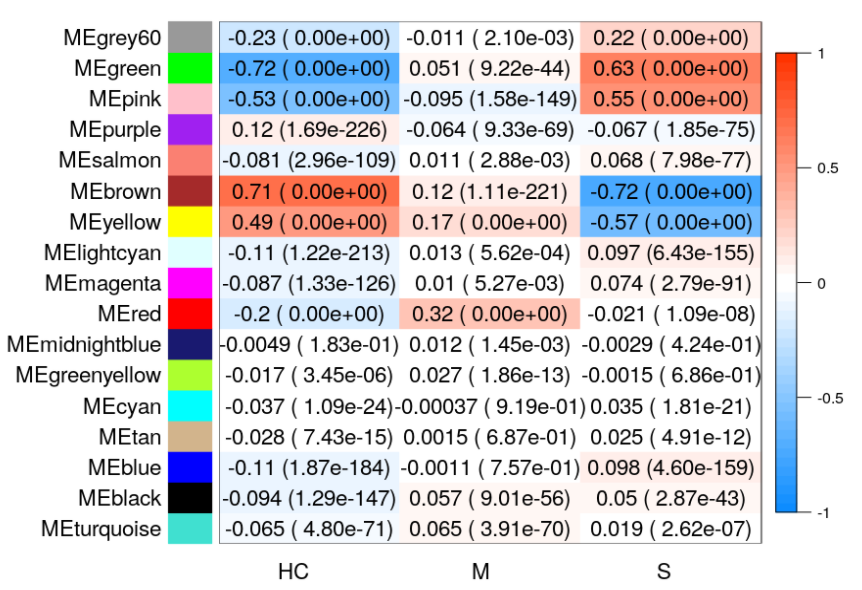 MEgrey60 -0.23 ( 0.00e+00) -0.011 ( 2.10e-03) 0.22 ( 0.00e+00)
MEgreen -0.72 ( 0.00e+00) 0.051 ( 9.22e-44) 0.63 ( 0.00e+00)
MEpink -0.53 ( 0.00e+00) -0.095 (1.58e-149) 0.55 ( 0.00e+00)
MEpurple 0.12 (1.69e-226) -0.064 ( 9.33e-69) -0.067 ( 1.85e-75)
MEsalmon -0.081 (2.96e-109) 0.011 ( 2.88e-03) 0.068 ( 7.98e-77)
MEbrown 0.71 ( 0.00e+00) 0.12 (1.11e-221) -0.72 ( 0.00e+00)
MEyellow 0.49 ( 0.00e+00) 0.17 ( 0.00e+00) -0.57 ( 0.00e+00)
MElightcyan -0.11 (1.22e-213) 0.013 ( 5.62e-04) 0.097 (6.43e-155)
MEmagenta -0.087 (1.33e-126) 0.01 ( 5.27e-03) 0.074 ( 2.79e-91)
MEred -0.2 ( 0.00e+00) 0.32 ( 0.00e+00) -0.021 ( 1.09e-08)
MEmidnightblue -0.0049 ( 1.83e-01) 0.012 ( 1.45e-03) -0.0029 ( 4.24e-01)
MEgreenyellow -0.017 ( 3.45e-06) 0.027 ( 1.86e-13) -0.0015 ( 6.86e-01)
MEcyan -0.037 ( 1.09e-24) -0.00037 ( 9.19e-01) 0.035 ( 1.81e-21)
MEtan -0.028 ( 7.43e-15) 0.0015 ( 6.87e-01) 0.025 ( 4.91e-12)
MEblue -0.11 (1.87e-184) -0.0011 ( 7.57e-01) 0.098 (4.60e-159)
MEblack -0.094 (1.29e-147) 0.057 ( 9.01e-56) 0.05 ( 2.87e-43)
MEturquoise -0.065 ( 4.80e-71) 0.065 ( 3.91e-70) 0.019 ( 2.62e-07)
HC M S
1
0.5
0
-0.5
-1